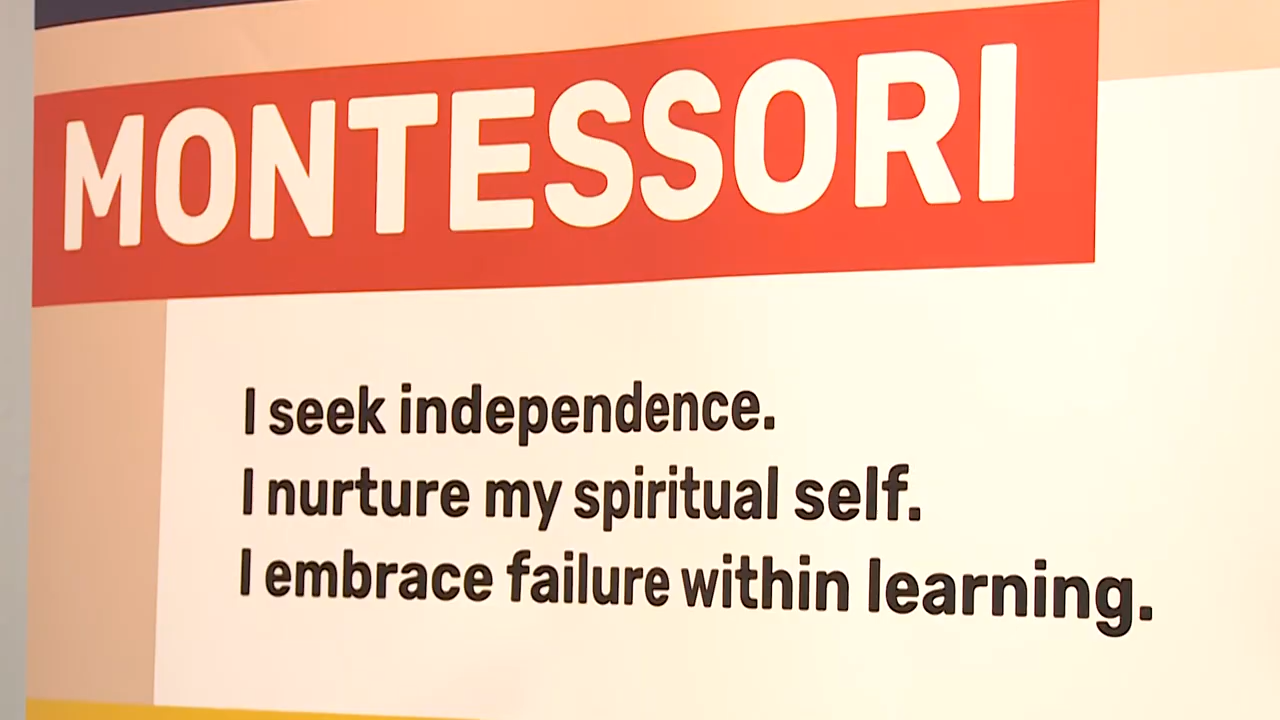 MONTESSORI
I seek independence.
I nurture my spiritual self.
I embrace failure within learning.